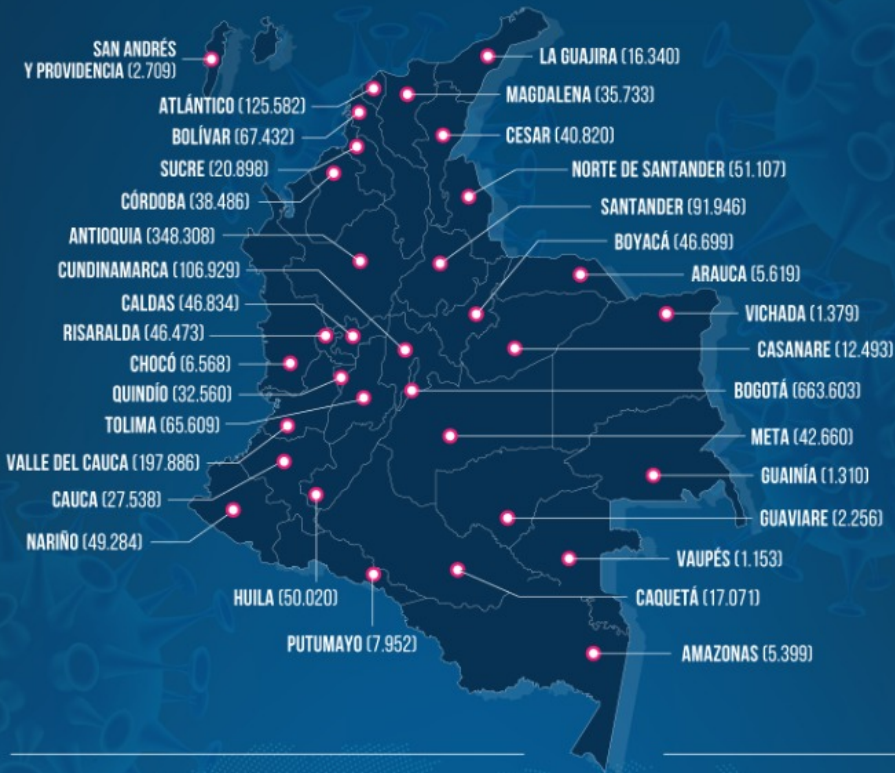 SAN ANDRÉS
Y PROVIDENCIA (2.709)
ATLÁNTICO (125.582)
BOLÍVAR (67.432)
SUCRE (20.898)
CÓRDOBA (38.486)
ANTIOQUIA (348.308)
CUNDINAMARCA (106.929)
CALDAS (46.834)
RISARALDA (46.473)
CHOCÓ (6.568)
QUINDÍO (32.560)
TOLIMA (65.609)
VALLE DEL CAUCA (197.886)
CAUCA (27.538)
NARIÑO (49.284)
HUILA (50.020)
PUTUMAYO (7.952)
LA GUAJIRA (16.340)
MAGDALENA (35.733)
CESAR (40.820)
NORTE DE SANTANDER (51.107)
SANTANDER (91.946)
BOYACÁ (46.699)
ARAUCA (5.619)
VICHADA (1.379)
CASANARE (12.493)
BOGOTÁ (663.603)
META (42.660)
GUAINÍA (1.310)
GUAVIARE (2.256)
VAUPÉS (1.153)
CAQUETÁ (17.071)
AMAZONAS (5.399)